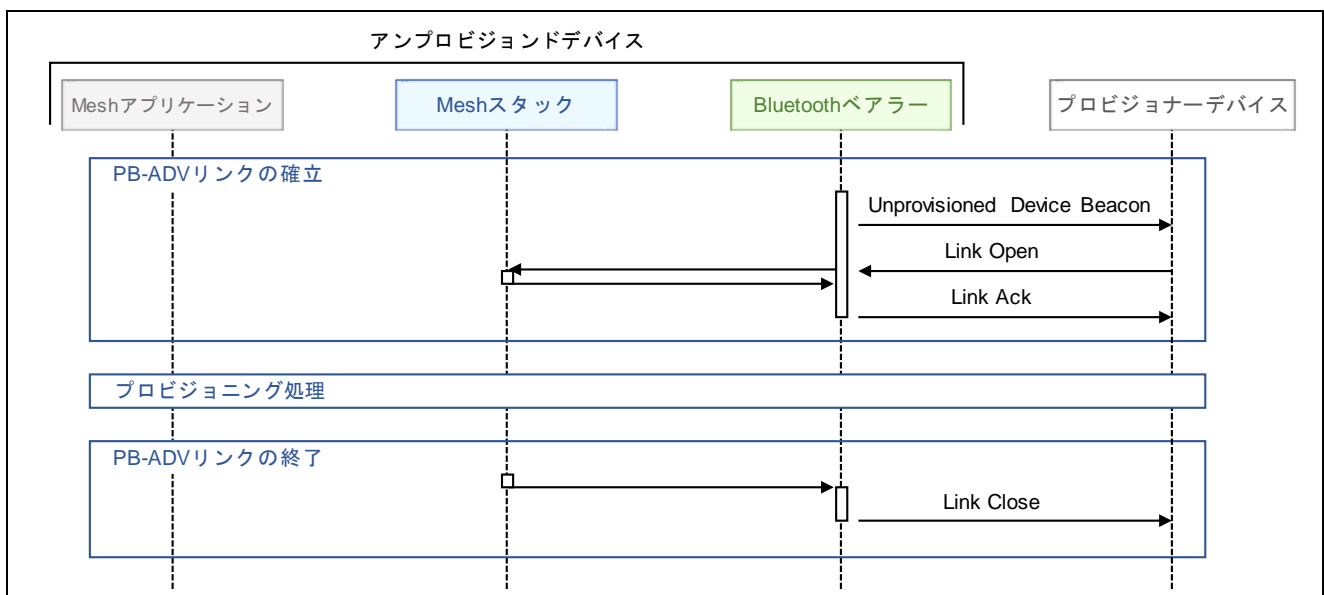 アンプロビジョンドデバイス
Meshアプリケーション
Meshスタック
Bluetoothベアラー
プロビジョナーデバイス
PB-ADVリンクの確立
Unprovisioned Device Beacon
Link Open
Link Ack
プロビジョニング処理
PB-ADVリンクの終了
Link Close